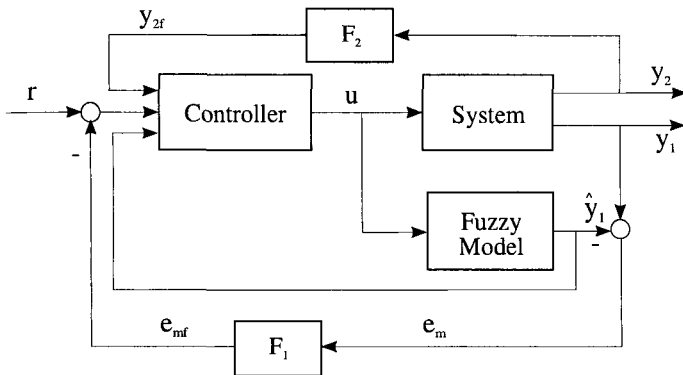 y2f
F2
r
Controller
u
System
y2
y1
-
Fuzzy
Model
ŷ1
-
emf
F1
em